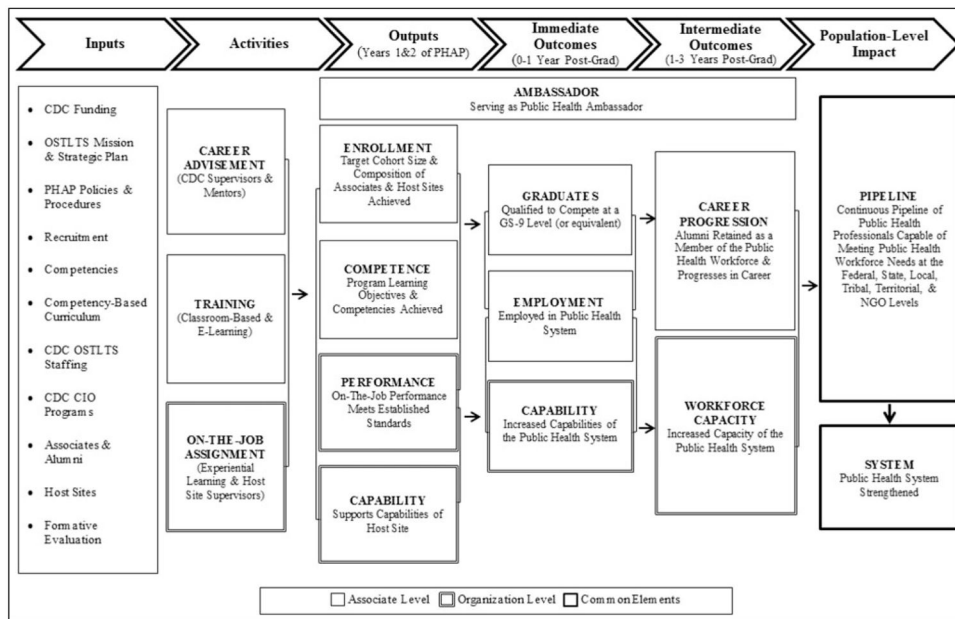 Inputs
Activities
Outputs
(Years 1&2 of PHAP)
Immediate
Outcomes
(0-1 Year Post-Grad)
Intermediate
Outcomes
(1-3 Years Post-Grad)
Population-Level
Impact
• CDC Funding
• OSTLTS Mission
& Strategic Plan
• PHAP Policies &
Procedures
• Recruitment
• Competencies
• Competency-Based
Curriculum
• CDC OSTLTS
Staffing
• CDC CIO
Programs
• Associates &
Alumni
• Host Sites
• Formative
Evaluation
CAREER
ADVISEMENT
(CDC Supervisors &
Mentors)
TRAINING
(Classroom-Based &
E-Learning)
ON-THE-JOB
ASSIGNMENT
(Experiential
Learning & Host
Site Supervisors)
AMBASSADOR
Serving as Public Health Ambassador
ENROLLMENT
Target Cohort Size &
Composition of
Associates & Host Sites
Achieved
COMPETENCE
Program Learning
Objectives &
Competencies Achieved
PERFORMANCE
On-The-Job Performance
Meets Established
Standards
CAPABILITY
Supports Capabilities of
Host Site
GRADUATES
Qualified to Compete at a
GS-9 Level (or equivalent)
EMPLOYMENT
Employed in Public Health
System
CAPABILITY
Increased Capabilities of
the Public Health System
CAREER
PROGRESSION
Alumni Retained as a
Member of the Public
Health Workforce &
Progresses in Career
WORKFORCE
CAPACITY
Increased Capacity of the
Public Health System
PIPELINE
Continuous Pipeline of
Public Health
Professionals Capable of
Meeting Public Health
Workforce Needs at the
Federal, State, Local,
Tribal, Territorial, &
NGO Levels
SYSTEM
Public Health System
Strengthened
Associate Level
Organization Level
Common Elements